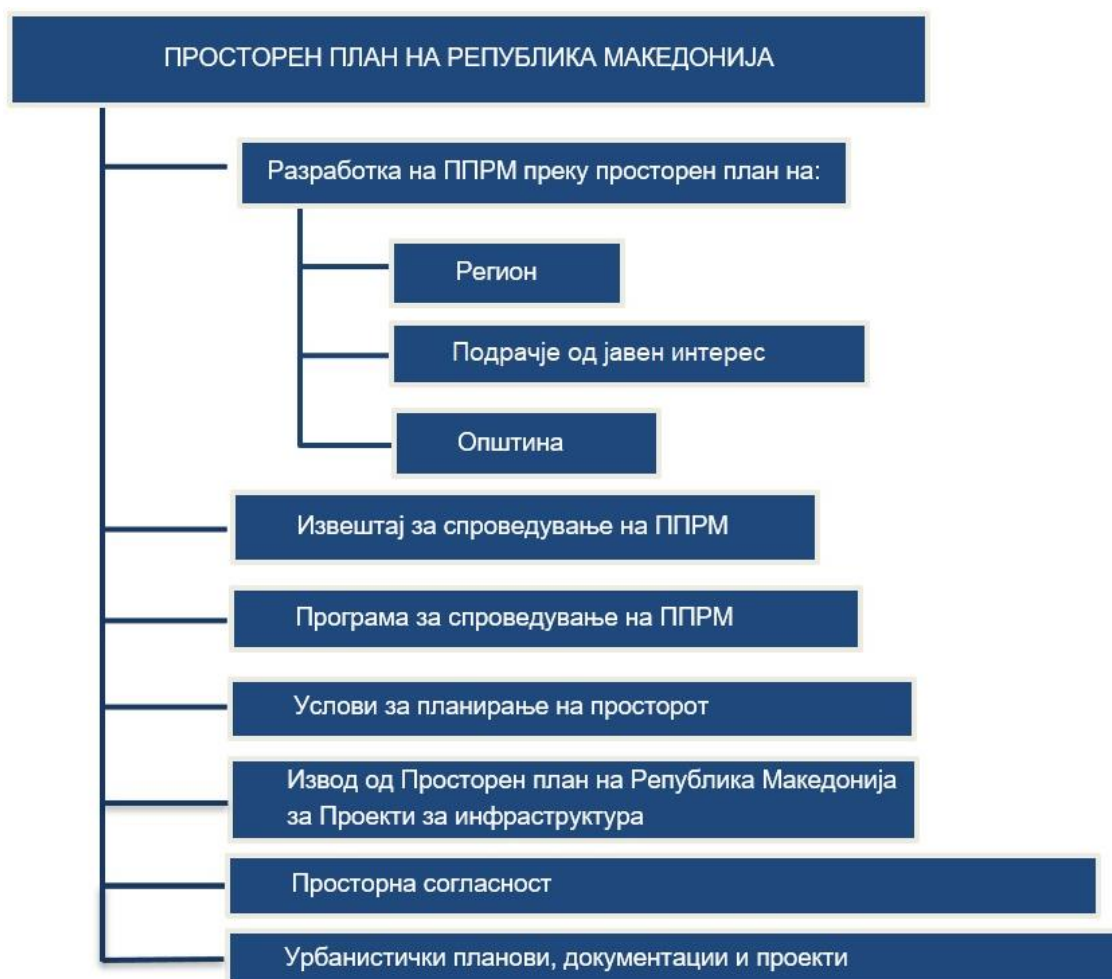 ПРОСТОРЕН ПЛАН НА РЕПУБЛИКА МАКЕДОНИЈА
Разработка на ППРМ преку просторен план на:
Регион
Подрачје од јавен интерес
Општина
Извештај за спроведување на ППРМ
Програма за спроведување на ППРМ
Услови за планирање на просторот
Извод од Просторен план на Република Македонија
за Проекти за инфраструктура
Просторна согласност
Урбанистички планови, документации и проекти